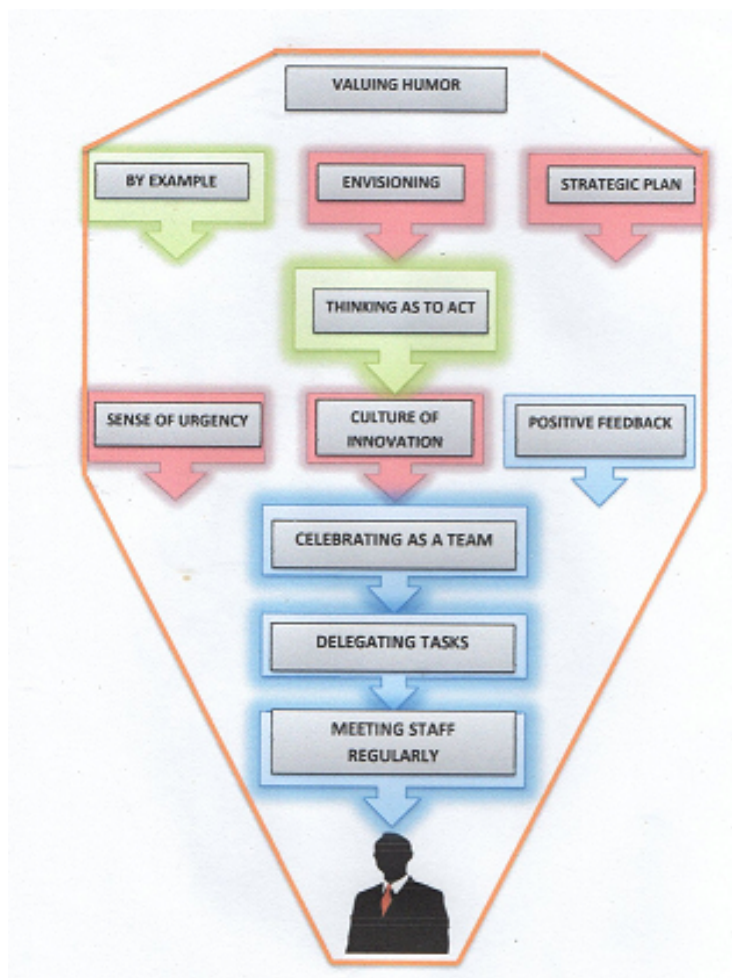 VALUING HUMOR
BY EXAMPLE
ENVISIONING
STRATEGIC PLAN
THINKING AS TO ACT
SENSE OF URGENCY
CULTURE OF
INNOVATION
POSITIVE FEEDBACK
CELEBRATING AS A TEAM
DELEGATING TASKS
MEETING STAFF
REGULARLY